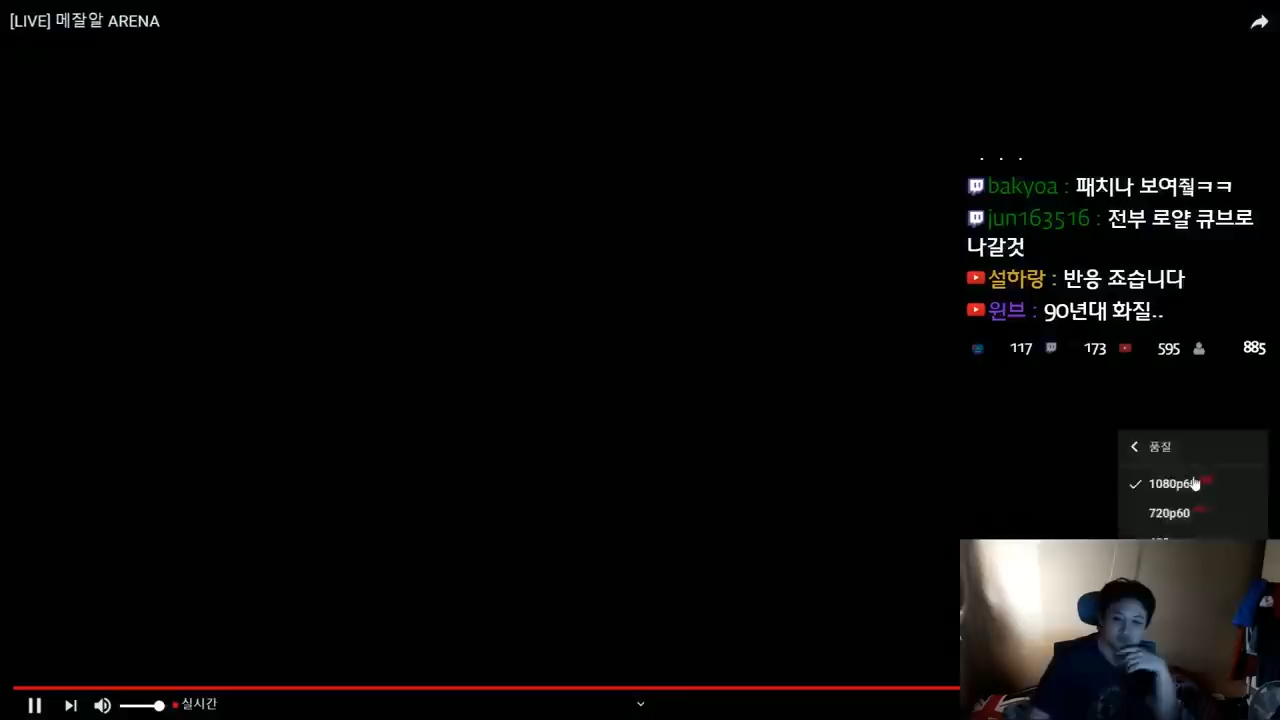 [LIVE] 메잘알 ARENA
bakyoa : 패치나 보여줘ㅋㅋ
jun163516 : 전부 로얄 큐브로
나갈것
설하랑 : 반응 죠습니다
윈브 : 90년대 화질..
117 173 595 885
품질
1080p60
720p60
실시간